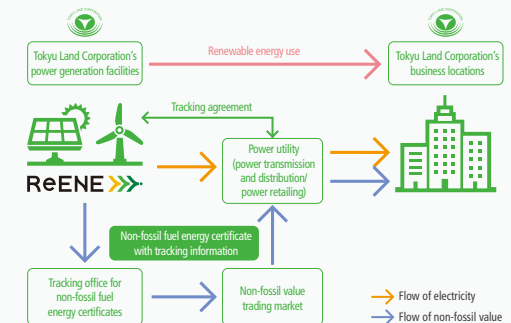 Tokyu Land Corporation's
power generation facilities
Renewable energy use
Tokyu Land Corporation's
business locations
Tracking agreement
Power utility
(power transmission
and distribution/
power retailing)
ReENE
Non-fossil fuel energy certificate
with tracking information
Tracking office for
non-fossil fuel
energy certificates
Non-fossil value
trading market
Flow of electricity
Flow of non-fossil value